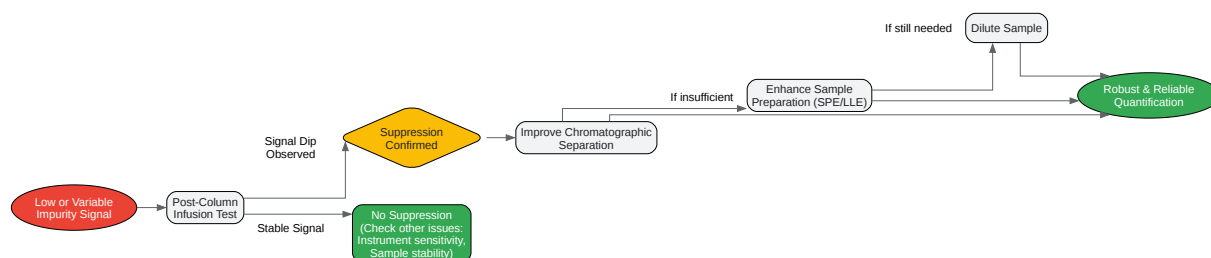 If still needed
Dilute Sample
Robust & Reliable
Quantification
If insufficient
Enhance Sample
Preparation (SPE/LLE)
Signal Dip
Observed
Suppression
Confirmed
Improve Chromatographic
Separation
Low or Variable
Impurity Signal
Post-Column
Infusion Test
Stable Signal
No Suppression
(Check other issues:
Instrument sensitivity,
Sample stability)